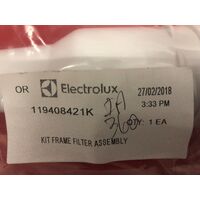 OR Electrolux 27/02/2018
119408421K 3:33 PM
QTY: 1 EA
KIT FRAME FILTER ASSEMBLY